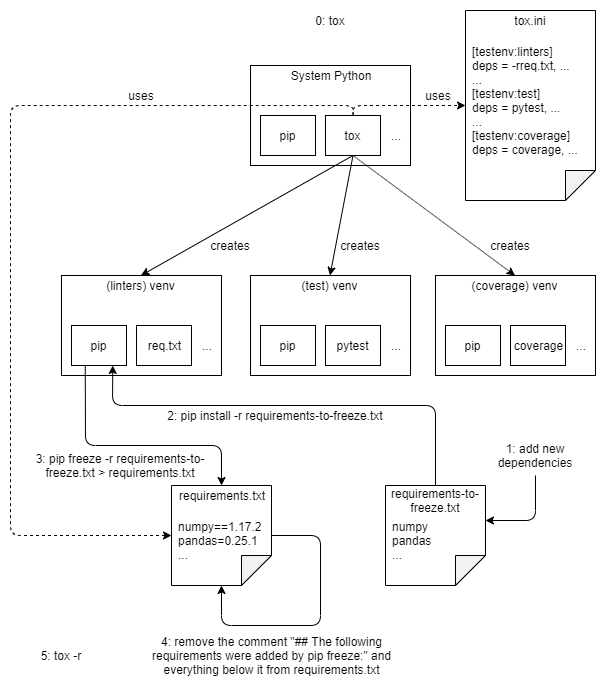 0: tox
tox.ini
[testenv:linters]
deps = -rreq.txt, ...
...
[testenv:test]
deps = pytest, ...
...
[testenv:coverage]
deps = coverage, ...
System Python
pip
tox
...
uses
uses
creates
creates
creates
(linters) venv
pip
req.txt
...
(test) venv
pip
pytest
...
(coverage) venv
pip
coverage
...
2: pip install -r requirements-to-freeze.txt
1: add new
dependencies
3: pip freeze -r requirements-to-
freeze.txt > requirements.txt
requirements.txt
numpy==1.17.2
pandas=0.25.1
...
requirements-to-
freeze.txt
numpy
pandas
...
4: remove the comment "## The following
requirements were added by pip freeze:" and
everything below it from requirements.txt
5: tox -r